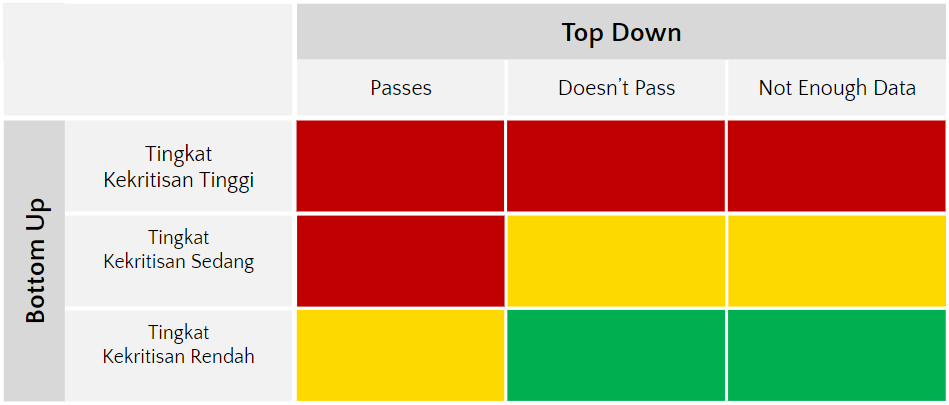 Top Down
Passes
Doesn’t Pass
Not Enough Data
Bottom Up
Tingkat
Kekritisan Tinggi
Tingkat
Kekritisan Sedang
Tingkat
Kekritisan Rendah